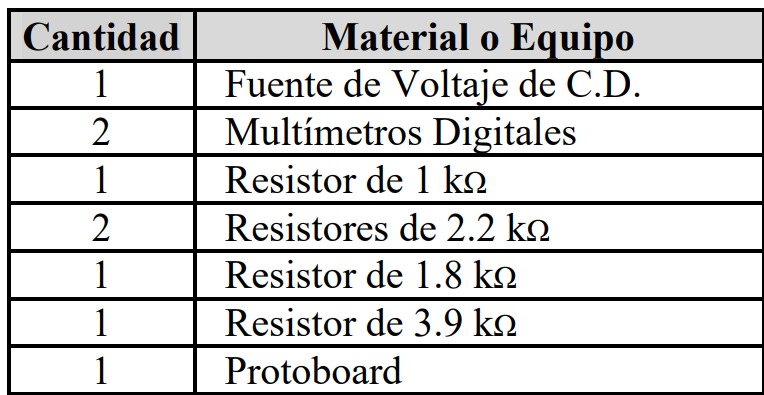 Cantidad Material o Equipo
1 Fuente de Voltaje de C.D.
2 Multímetros Digitales
1 Resistor de 1 kΩ
2 Resistores de 2.2 kΩ
1 Resistor de 1.8 kΩ
1 Resistor de 3.9 kΩ
1 Protoboard